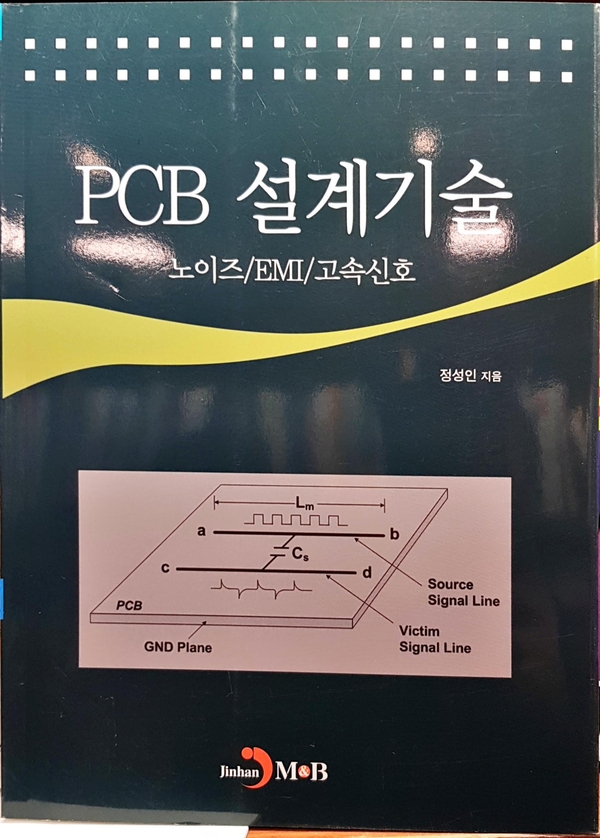 PCB 설계기술
노이즈/EMI/고속신호
정성인 지음
Lm
a
b
Cs
c
d
Source
Signal Line
PCB
Victim
Signal Line
GND Plane
Jinhan M&B